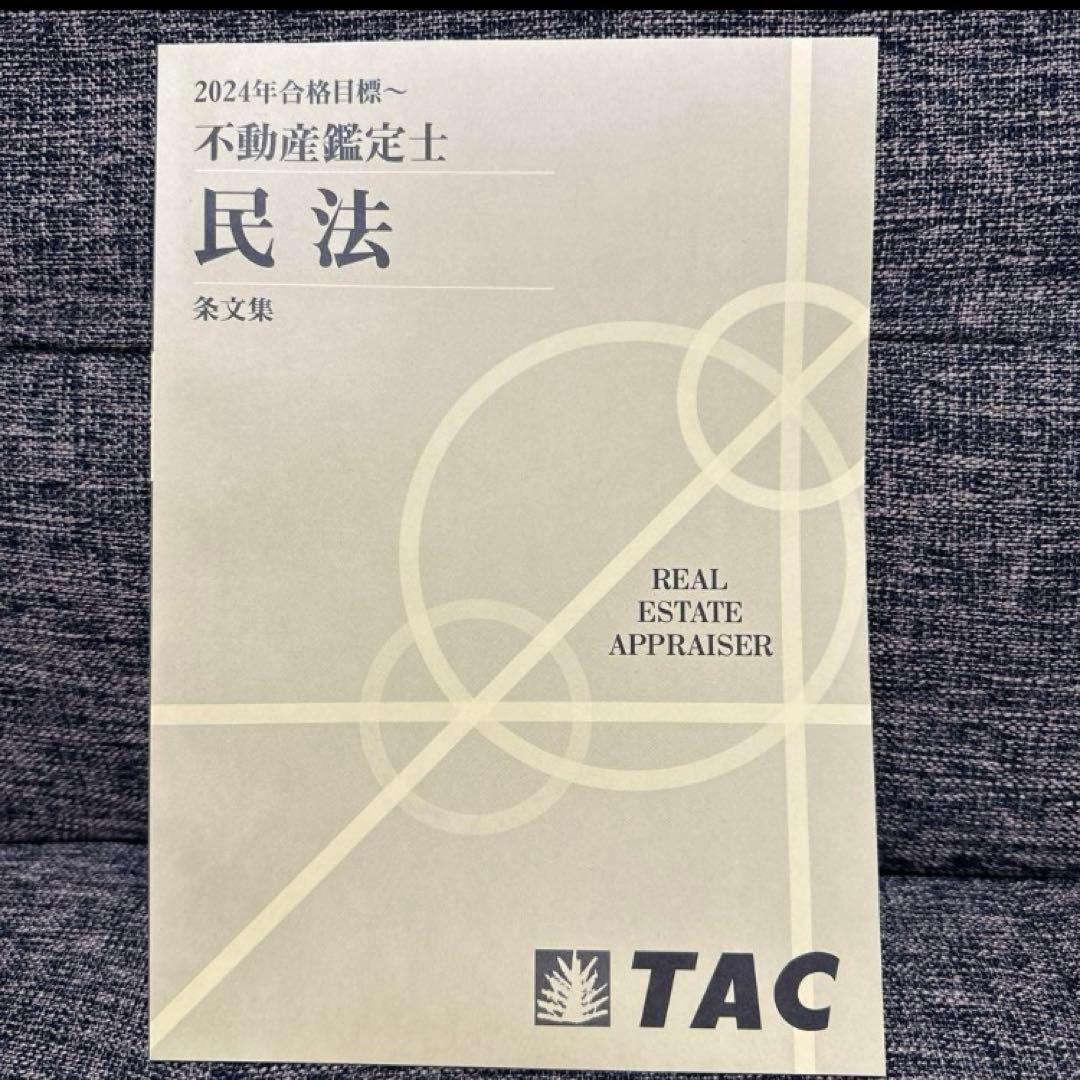 2024年合格目標～
不動産鑑定士
民法
条文集
REAL
ESTATE
APPRAISER
TAC